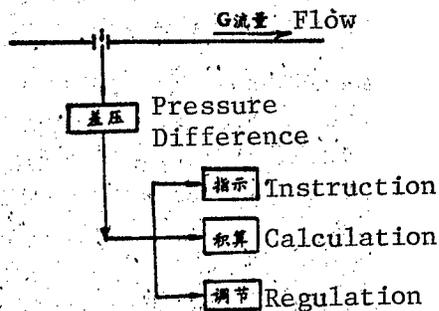 G流量 Flow
差压 Pressure
Difference
指示 Instruction
积算 Calculation
调节 Regulation